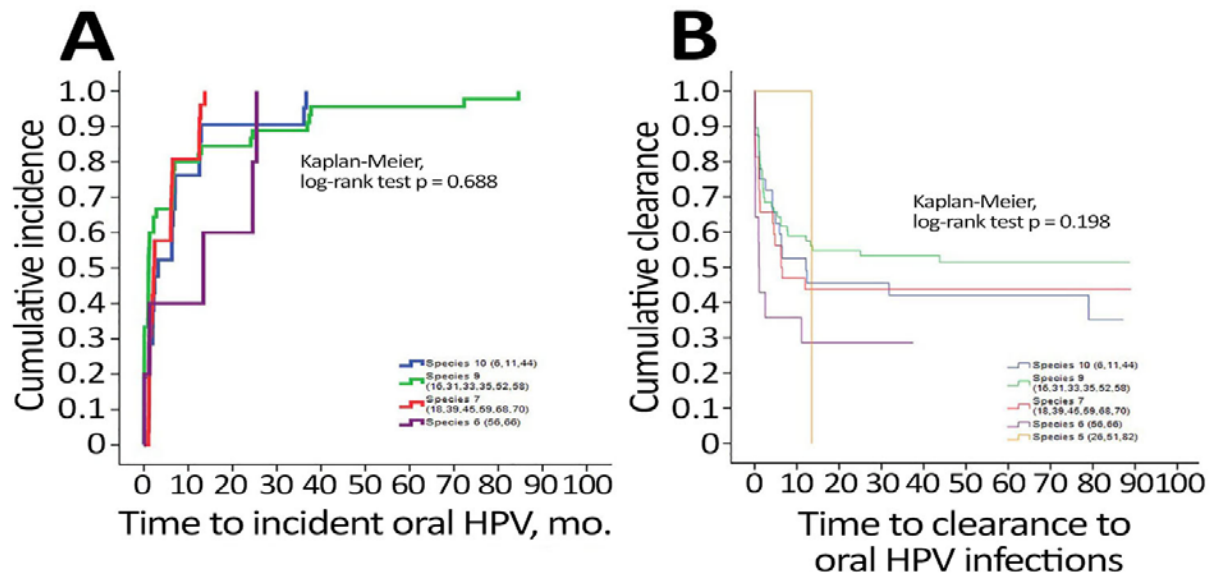 A
Cumulative incidence
1.0
0.9
0.8
0.7
0.6
0.5
0.4
0.3
0.2
0.1
0
Kaplan-Meier,
log-rank test p = 0.688
Species 10 (6,11,44)
Species 9
(16,31,33,35,52,58)
Species 7
(18,39,45,59,68,70)
Species 6 (56,66)
0 10 20 30 40 50 60 70 80 90 100
Time to incident oral HPV, mo.
B
Cumulative clearance
1.0
0.9
0.8
0.7
0.6
0.5
0.4
0.3
0.2
0.1
0
Kaplan-Meier,
log-rank test p = 0.198
Species 10 (6,11,44)
Species 9
(16,31,33,35,52,58)
Species 7
(18,39,45,59,68,70)
Species 6 (56,66)
Species 5 (26,51,82)
0 10 20 30 40 50 60 70 80 90 100
Time to clearance to
oral HPV infections